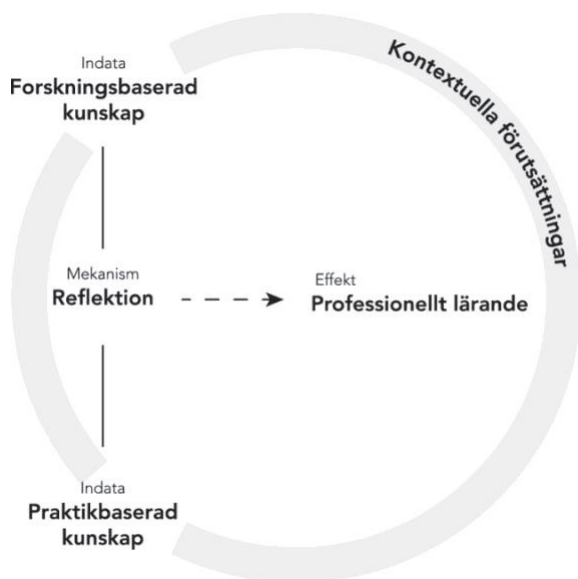 Indata
Forskningsbaserad
kunskap
Kontextuella förutsättningar
Mekanism
Reflektion
Effekt
Professionellt lärande
Indata
Praktikbaserad
kunskap